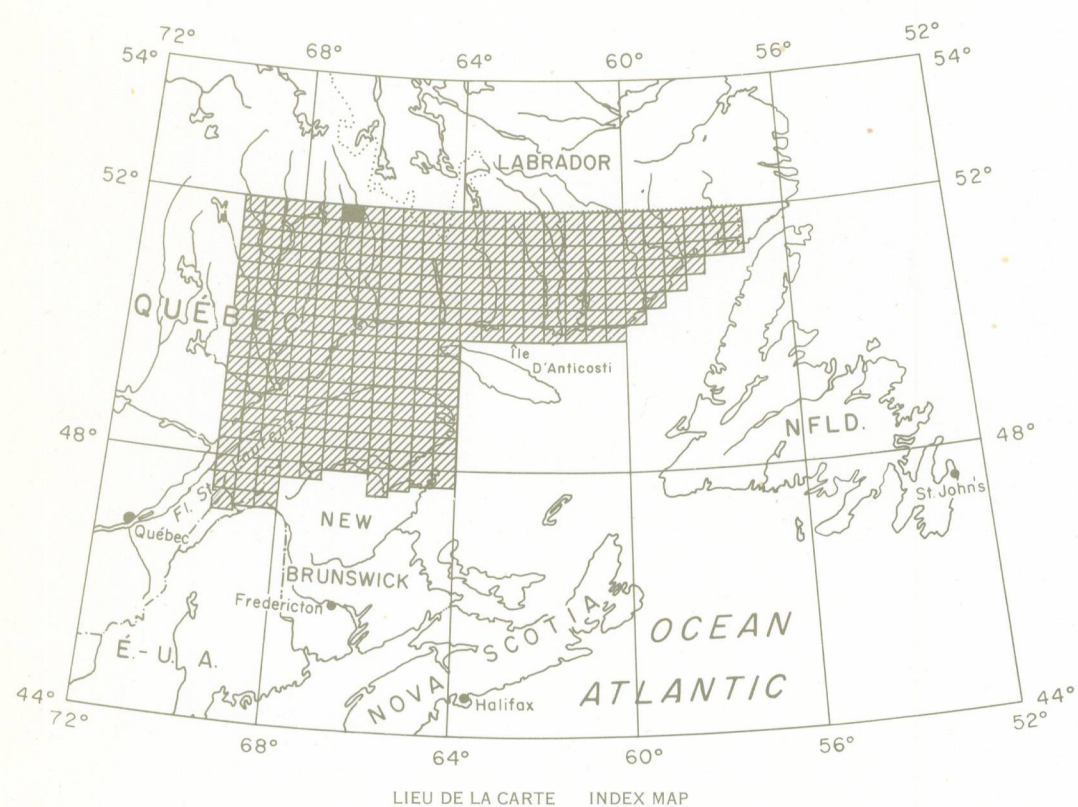 72°
68°
64°
60°
56°
52°
54°
54°
LABRADOR
52°
52°
QUÉBEC
Île
D'Anticosti
NFLD.
48°
48°
St. John's
Fl. St-Laurent
Québec
NEW
BRUNSWICK
Fredericton
É.-U. A.
NOVA SCOTIA
OCEAN
ATLANTIC
Halifax
44°
44°
72°
68°
64°
60°
56°
52°
LIEU DE LA CARTE INDEX MAP